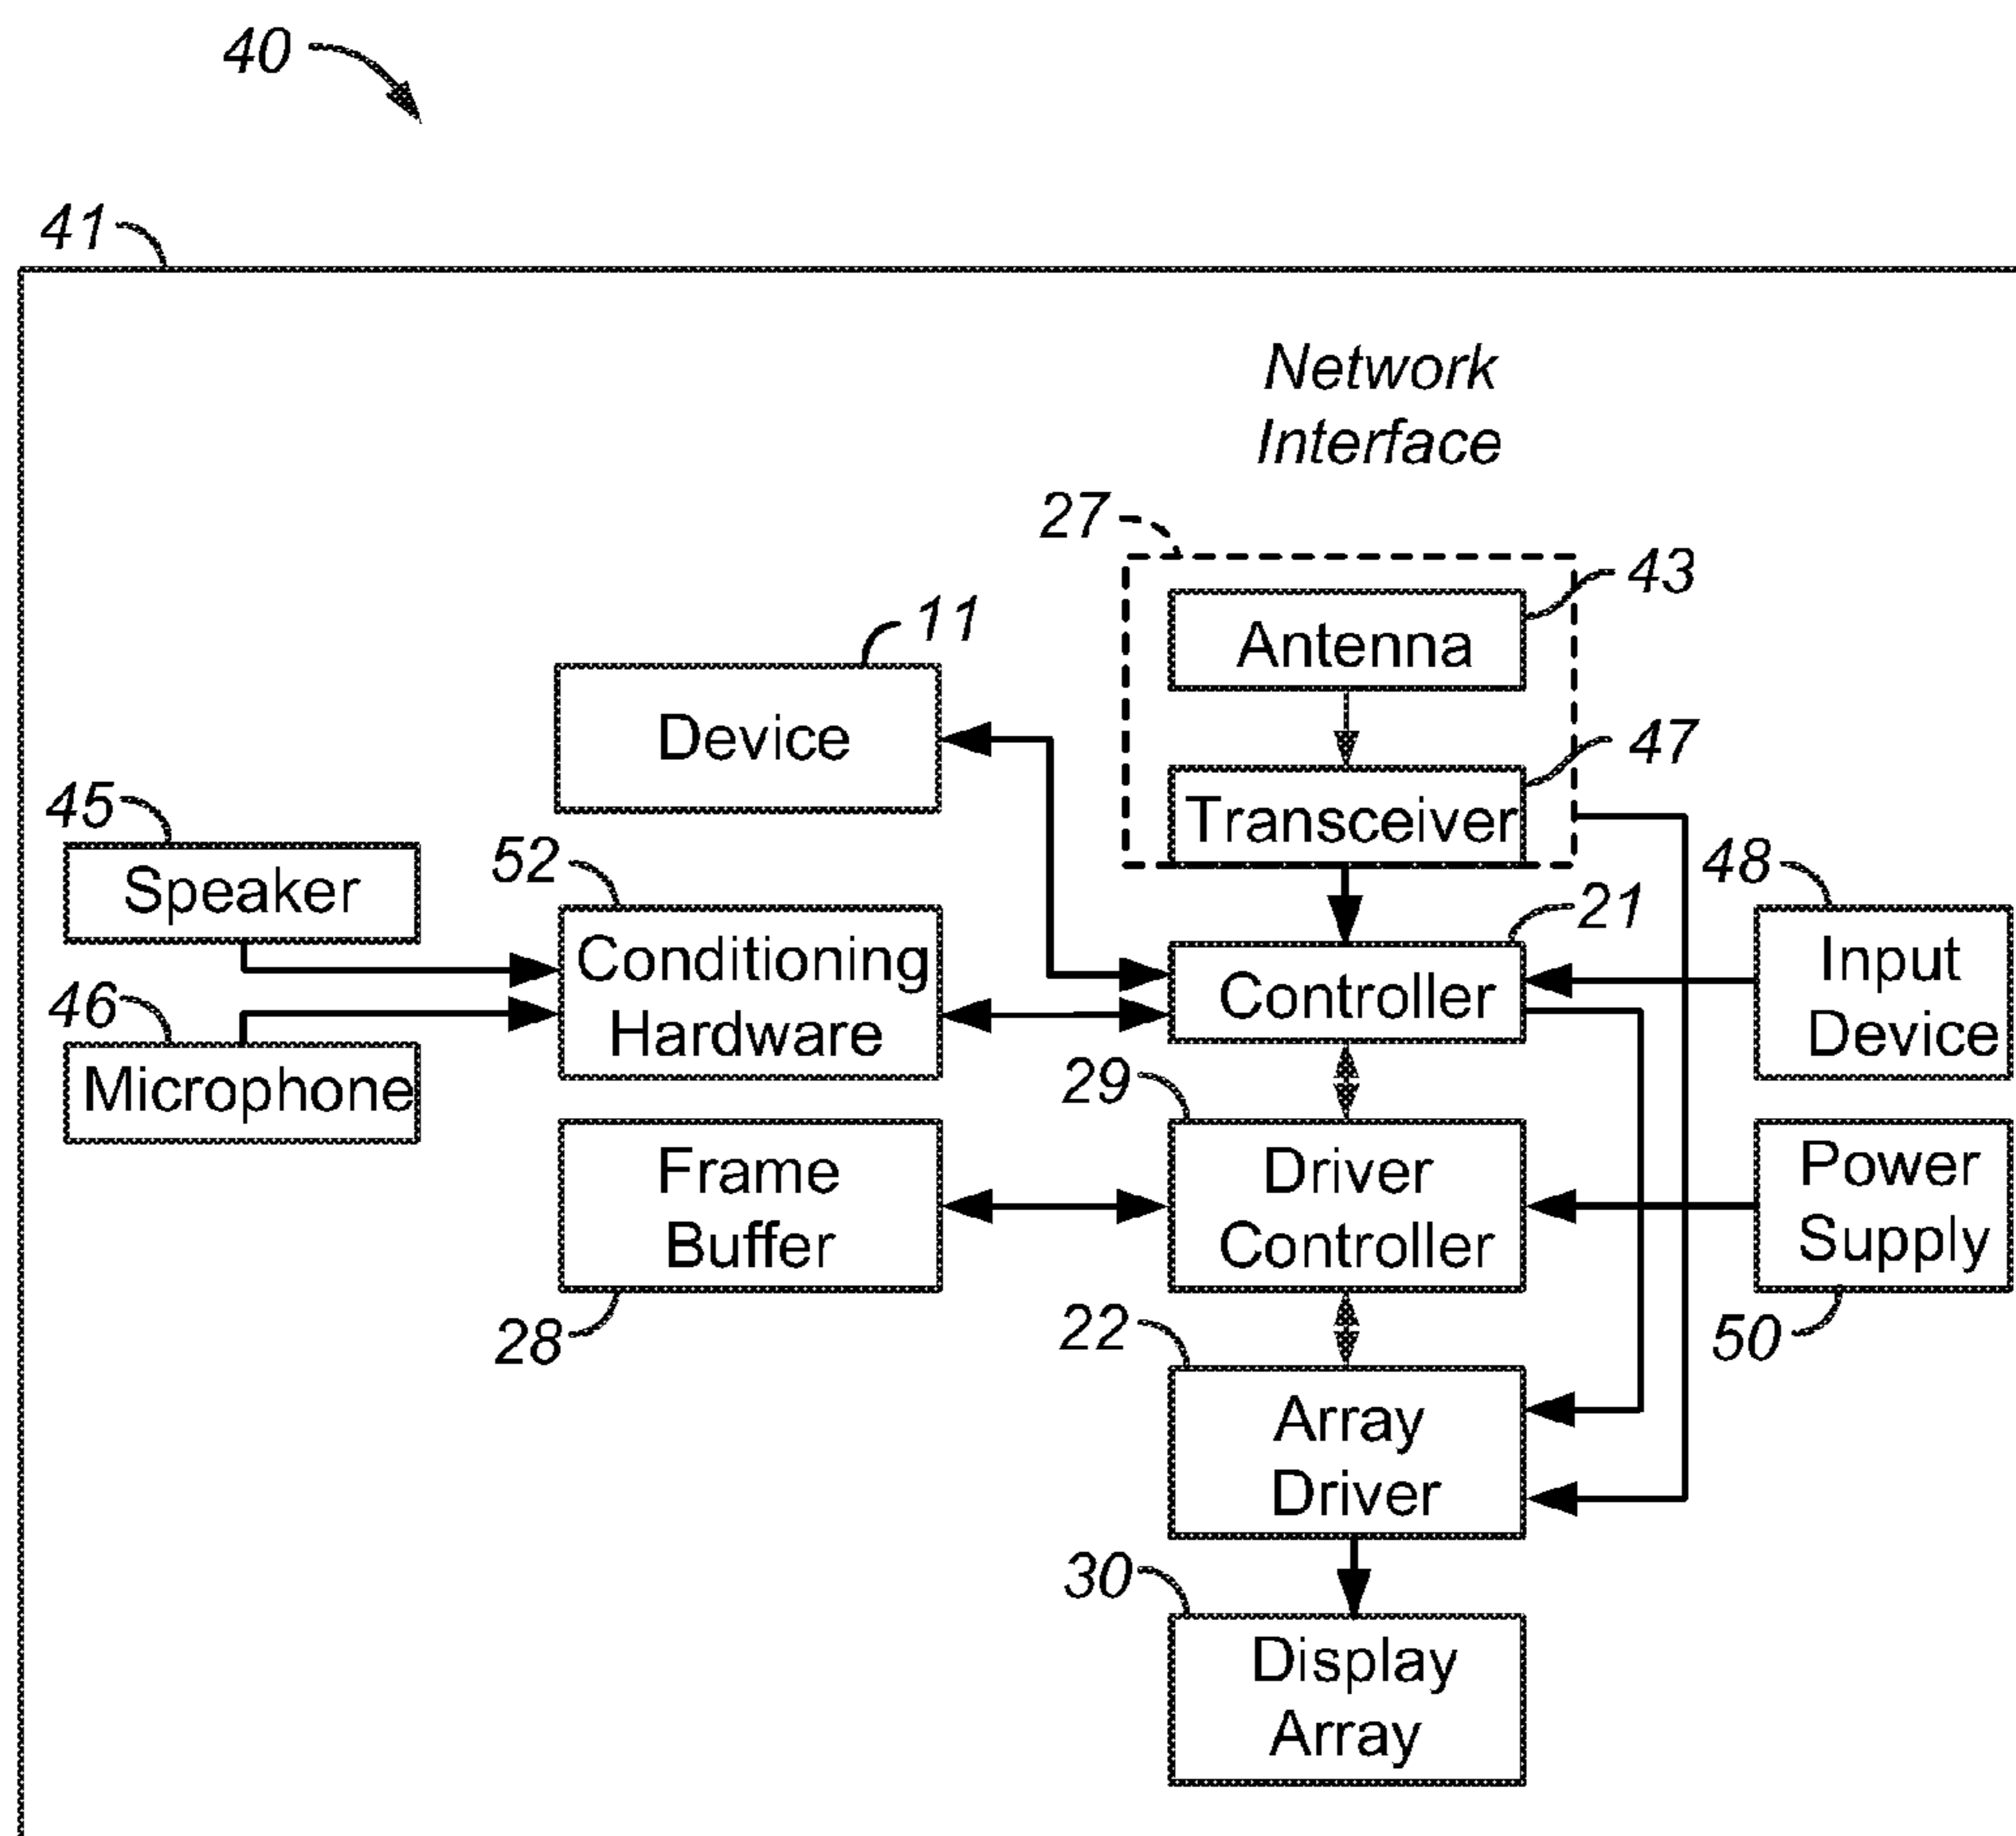 40
41
Network
Interface
27
43
Antenna
11
Device
47
Transceiver
45
Speaker
52
Conditioning
Hardware
48
Input
Device
21
Controller
46
Microphone
29
Driver
Controller
Frame
Buffer
28
Power
Supply
50
22
Array
Driver
30
Display
Array